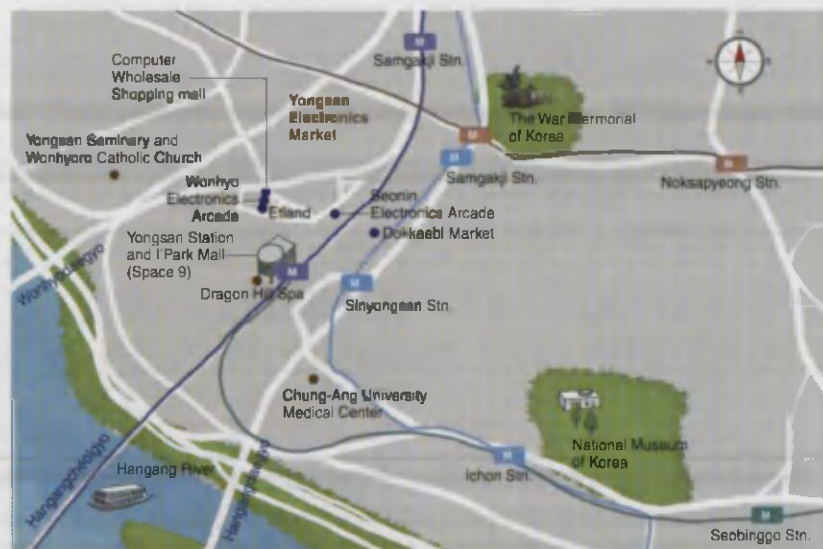 Computer
Wholesale
Shopping mall
Samgakji Stn.
Yongsan
Electronics
Market
The War Memorial
of Korea
Yongsan Seminary and
Wonhyoro Catholic Church
Samgakji Stn.
Noksapyeong Stn.
Wonhyo
Electronics
Arcade
Etland
Seonin
Electronics Arcade
Dokkaebi Market
Yongsan Station
and I'Park Mall
(Space 9)
Wonhyodaegyo
Dragon Hill Spa
Sinyongsan Stn.
Chung-Ang University
Medical Center
National Museum
of Korea
Ichon Stn.
Hangang River
Hangangcheolgyo
Hangangdaegyo
Seobinggo Stn.
M
M
M
M
M
M
M
M